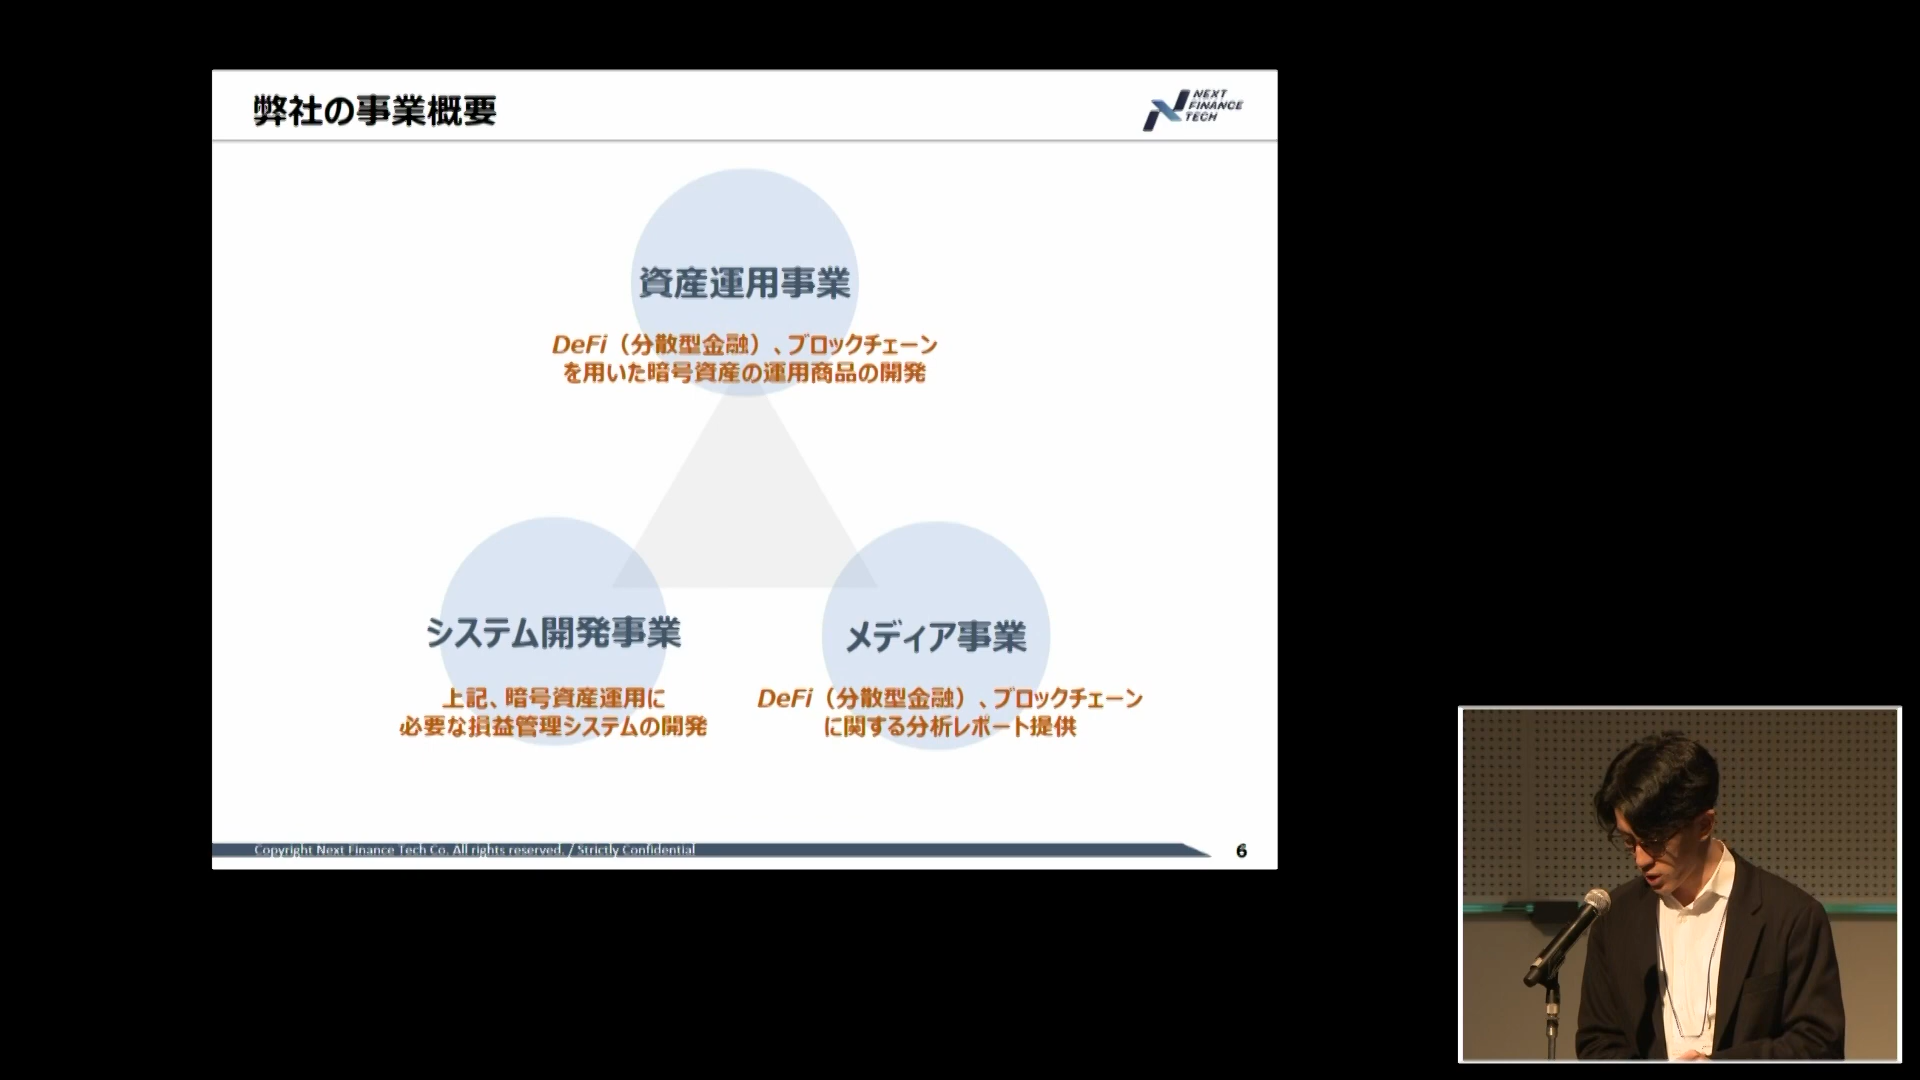 弊社の事業概要
NEXT
FINANCE
TECH
資産運用事業
DeFi（分散型金融）、ブロックチェーン
を用いた暗号資産の運用商品の開発
システム開発事業
上記、暗号資産運用に
必要な損益管理システムの開発
メディア事業
DeFi（分散型金融）、ブロックチェーン
に関する分析レポート提供
Copyright Next Finance Tech Co. All rights reserved. / Strictly Confidential
6